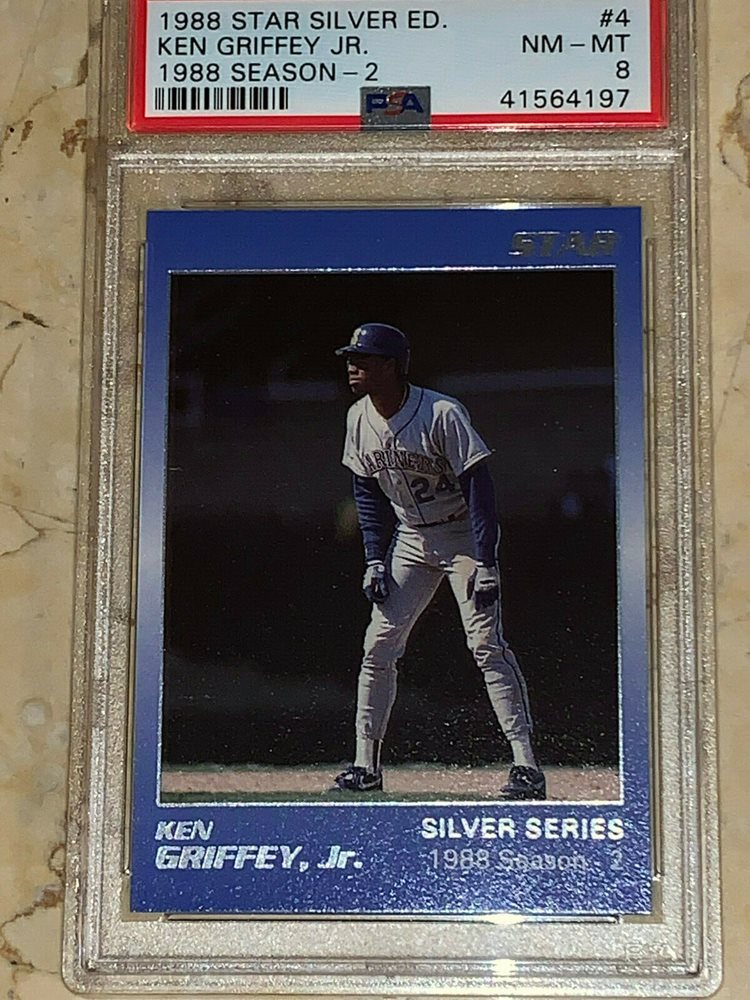 1988 STAR SILVER ED. #4
KEN GRIFFEY JR. NM - MT
1988 SEASON - 2 8
PSA 41564197
STAR
MARINERS
24
KEN SILVER SERIES
GRIFFEY, Jr. 1988 Season - 2